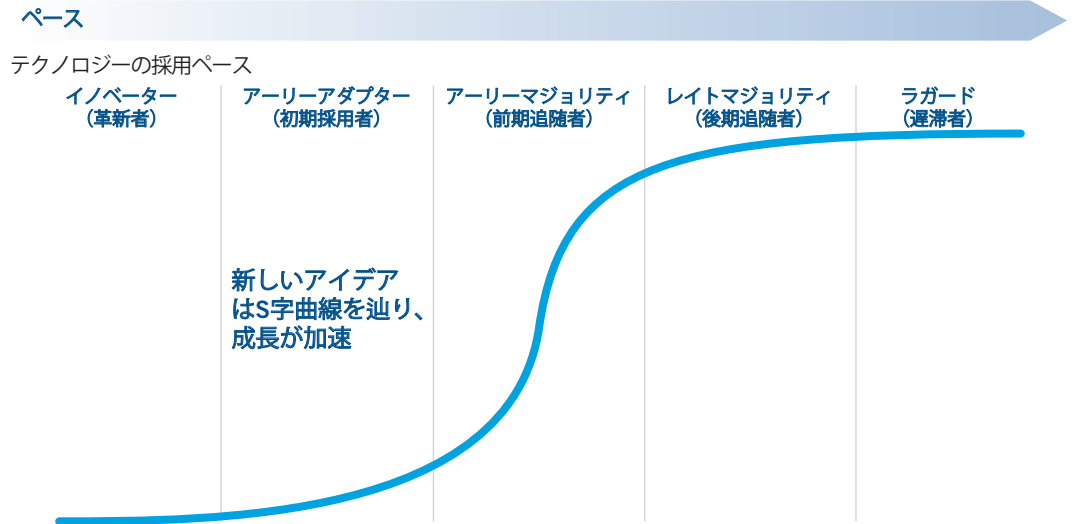 ペース
テクノロジーの採用ペース
イノベーター
（革新者）
アーリーアダプター
（初期採用者）
アーリーマジョリティ
（前期追随者）
レイトマジョリティ
（後期追随者）
ラガード
（遅滞者）
新しいアイデア
はS字曲線を辿り、
成長が加速